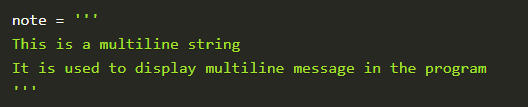 note = '''
This is a multiline string
It is used to display multiline message in the program
'''